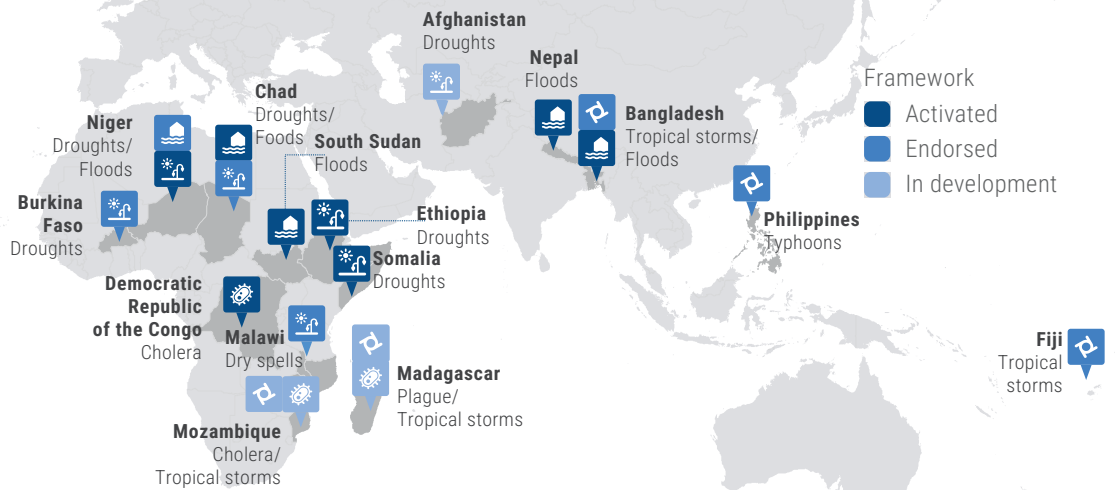 Afghanistan
Droughts
Nepal
Floods
Bangladesh
Tropical storms/
Floods
Framework
Activated
Endorsed
In development
Chad
Droughts/
Foods
Niger
Droughts/
Floods
South Sudan
Floods
Burkina
Faso
Droughts
Ethiopia
Droughts
Somalia
Droughts
Philippines
Typhoons
Democratic
Republic
of the Congo
Cholera
Malawi
Dry spells
Madagascar
Plague/
Tropical storms
Mozambique
Cholera/
Tropical storms
Fiji
Tropical
storms